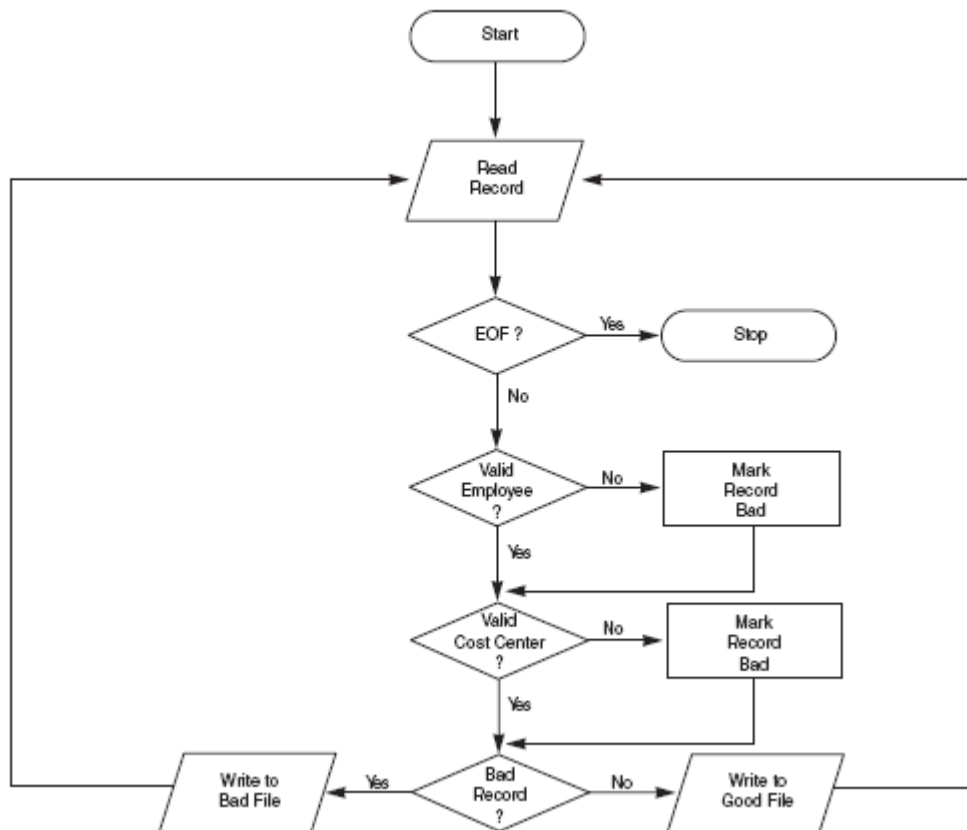 Start
Read
Record
EOF ?
Yes
Stop
No
Valid
Employee
?
No
Mark
Record
Bad
Yes
Valid
Cost Center
?
No
Mark
Record
Bad
Yes
Write to
Bad File
Yes
Bad
Record
?
No
Write to
Good File